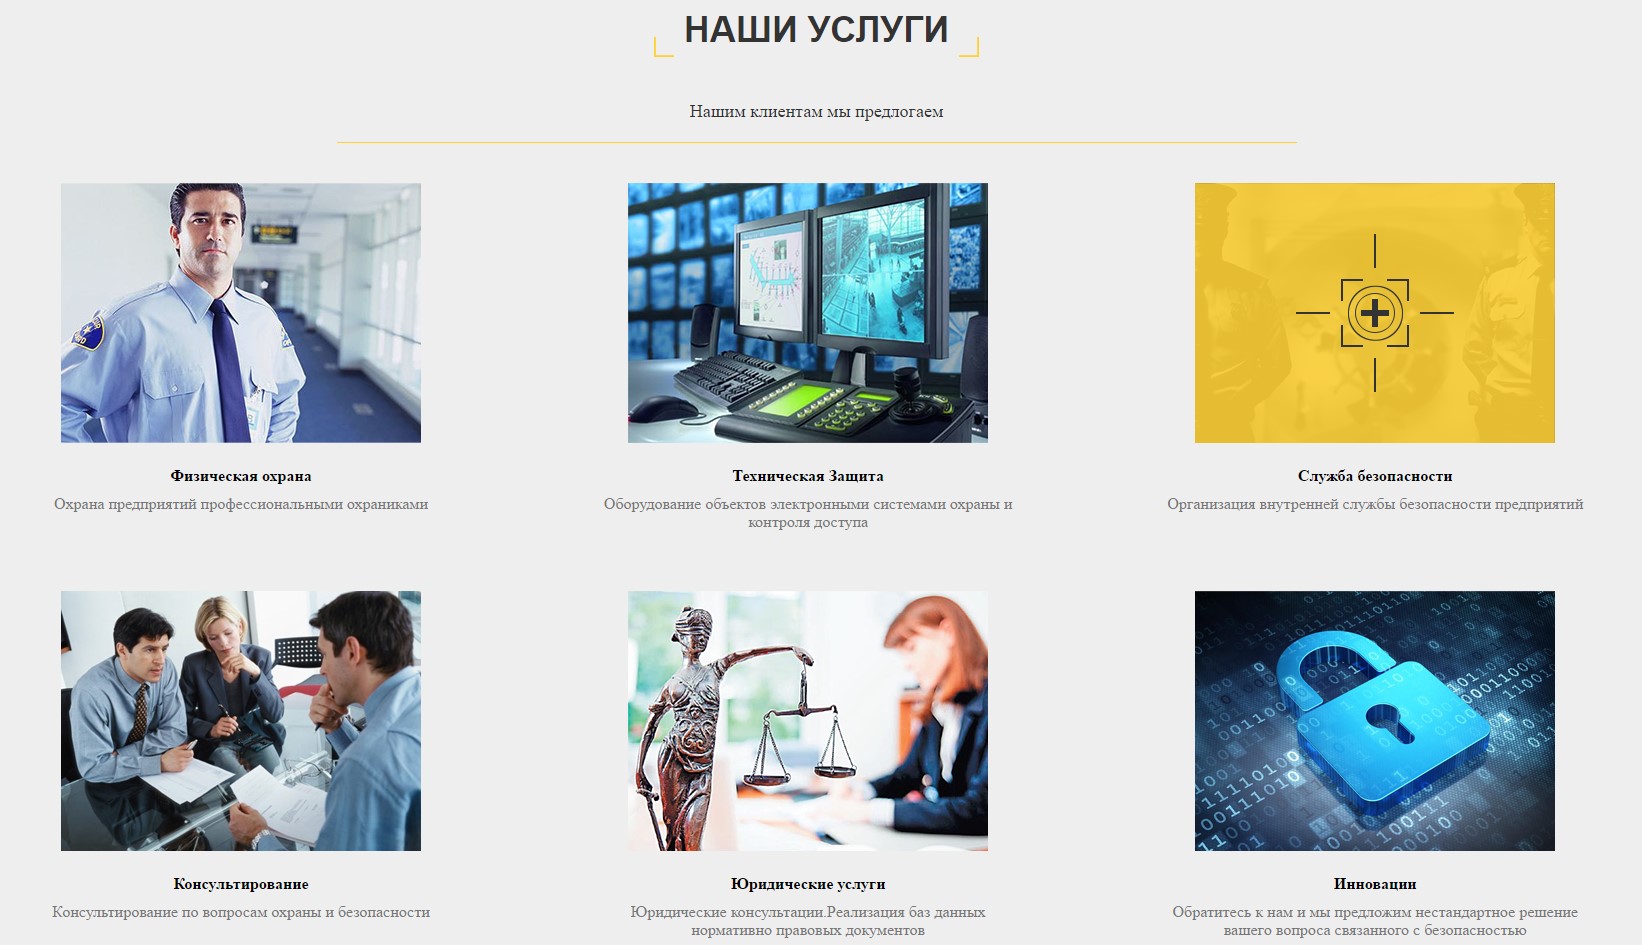 НАШИ УСЛУГИ
Нашим клиентам мы предлогаем
Физическая охрана
Охрана предприятий профессиональными охраниками
Техническая Защита
Оборудование объектов электронными системами охраны и
контроля доступа
Служба безопасности
Организация внутренней службы безопасности предприятий
Консультирование
Консультирование по вопросам охраны и безопасности
Юридические услуги
Юридические консультации.Реализация баз данных
нормативно правовых документов
Инновации
Обратитесь к нам и мы предложим нестандартное решение
вашего вопроса связанного с безопасностью